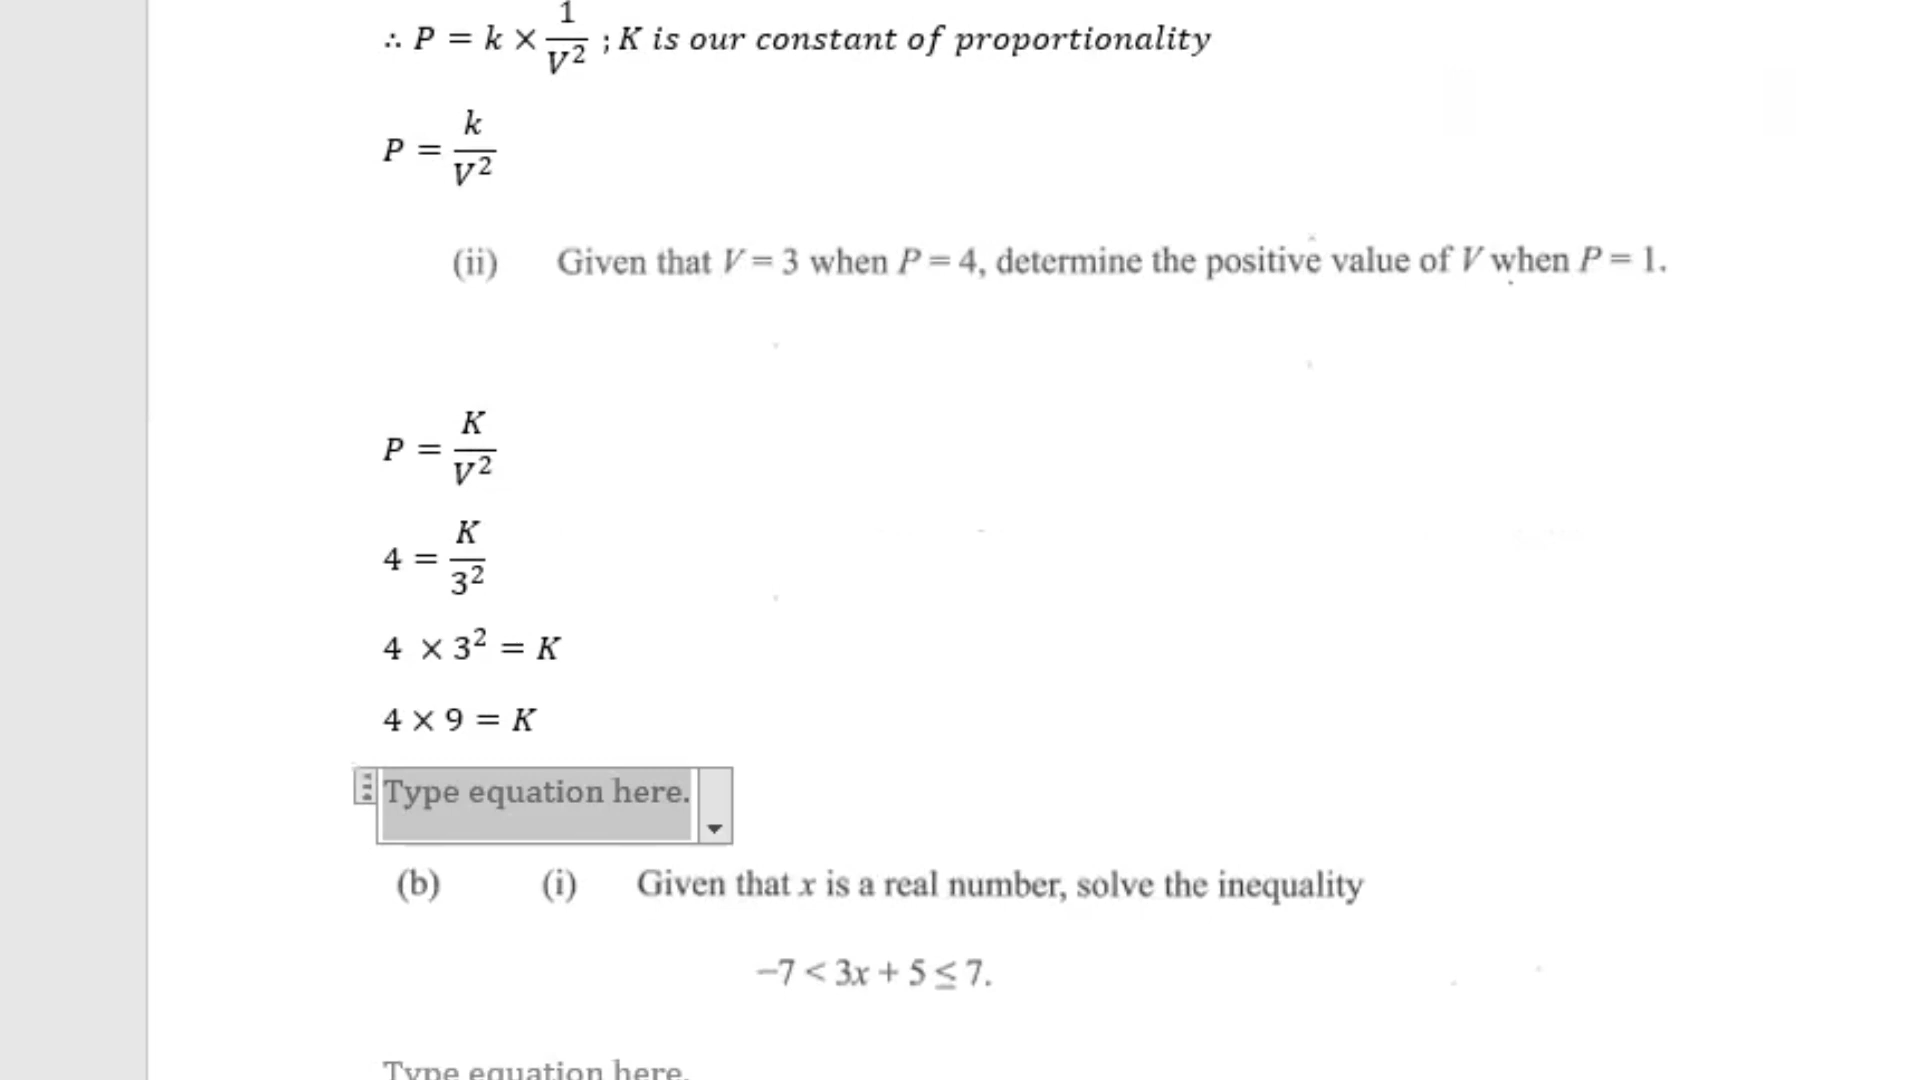 ∴ P = k × 1/V² ; K is our constant of proportionality
P = k/V²
(ii) Given that V = 3 when P = 4, determine the positive value of V when P = 1.
P = K/V²
4 = K/3²
4 × 3² = K
4 × 9 = K
Type equation here.
(b) (i) Given that x is a real number, solve the inequality
−7 < 3x + 5 ≤ 7.
Type equation here.